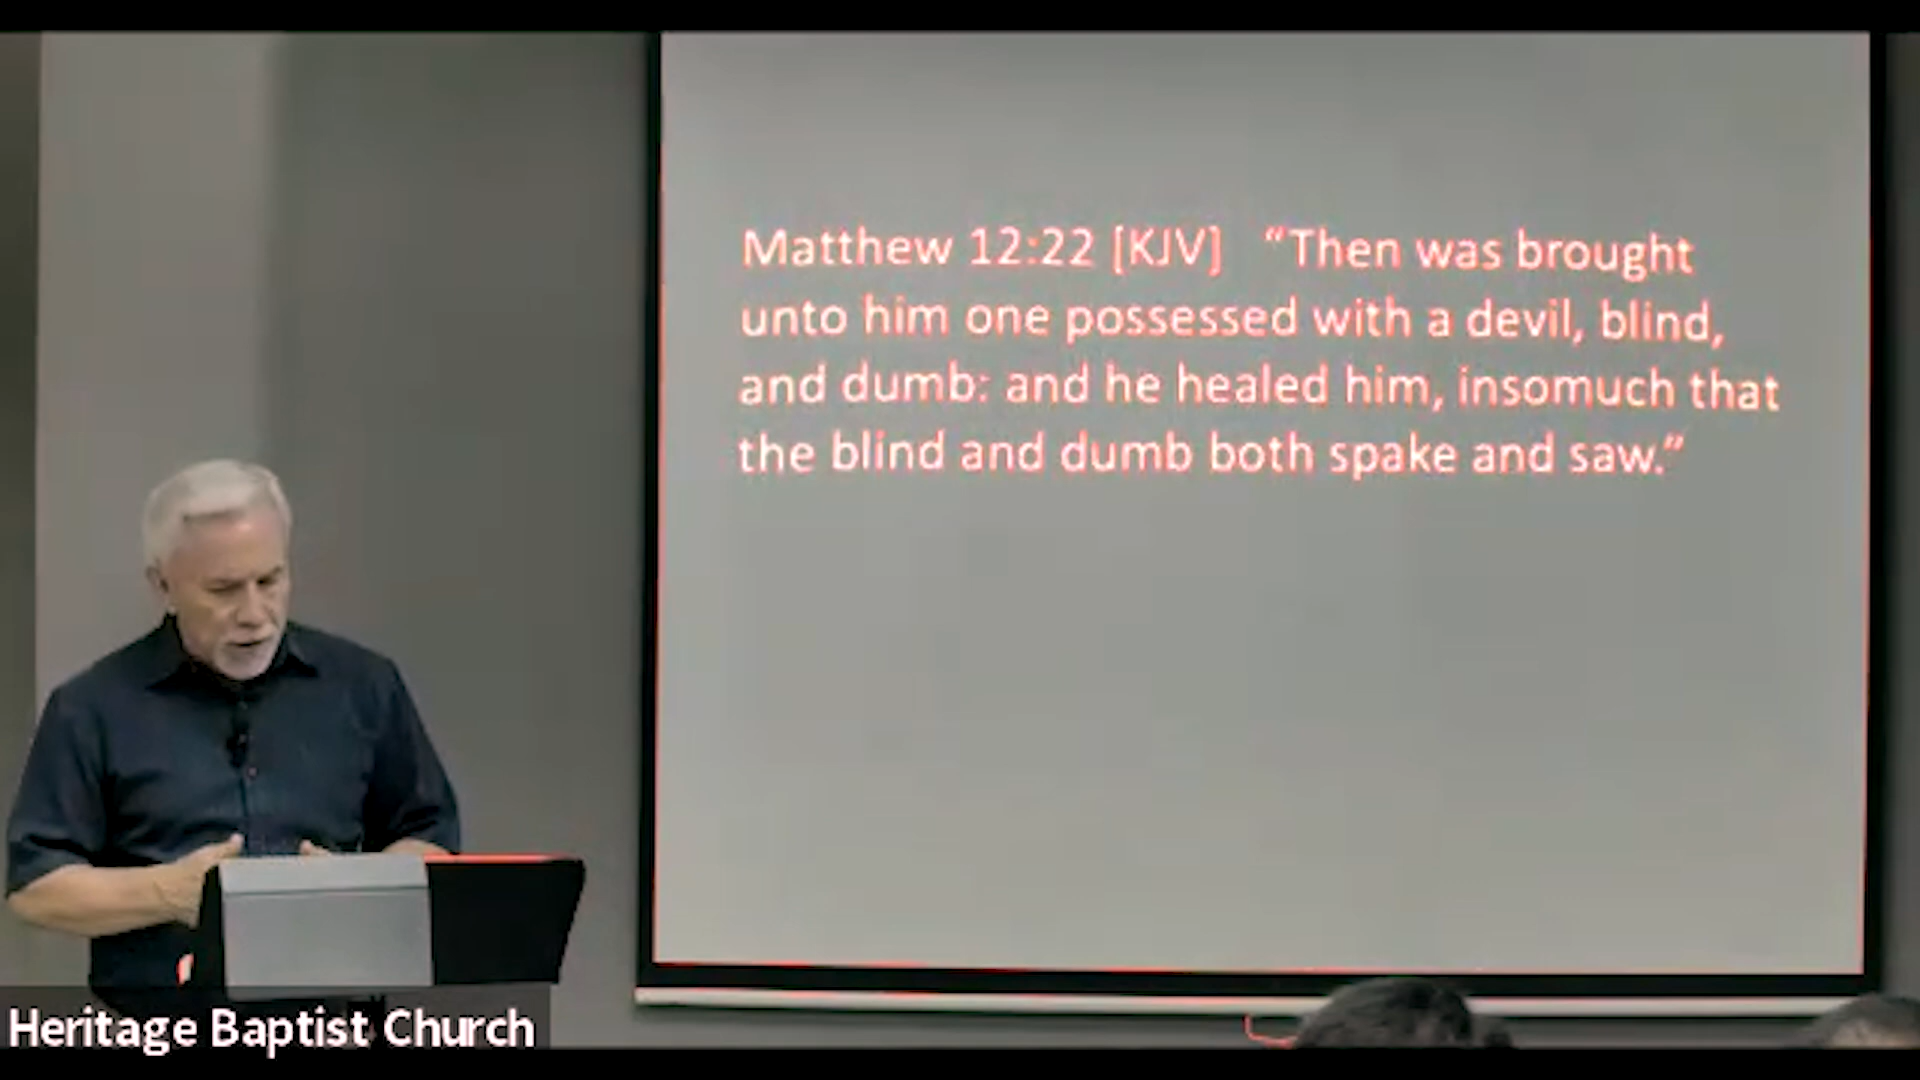 Matthew 12:22 [KJV] “Then was brought
unto him one possessed with a devil, blind,
and dumb: and he healed him, insomuch that
the blind and dumb both spake and saw.”
Heritage Baptist Church